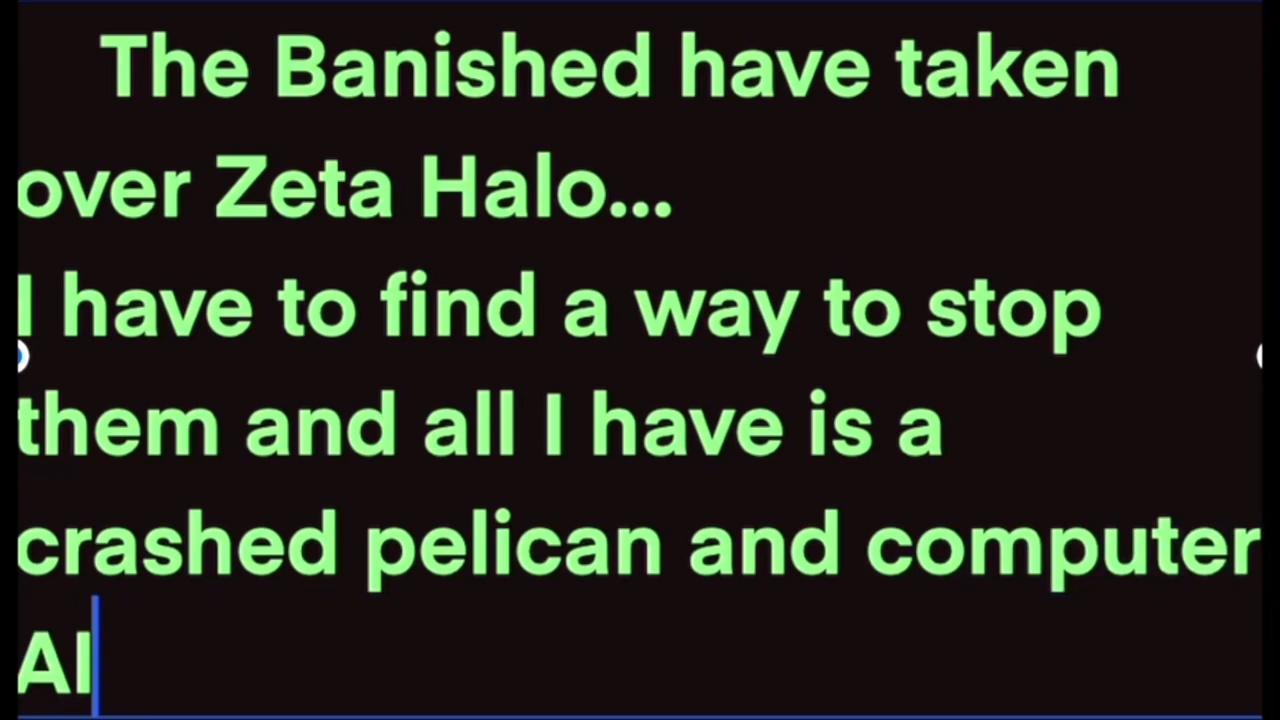 The Banished have taken
over Zeta Halo...
I have to find a way to stop
them and all I have is a
crashed pelican and computer
AI